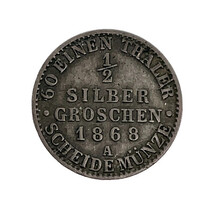 60 EINEN THALER
1/2
SILBER
GROSCHEN
1868
A
SCHEIDEMÜNZE